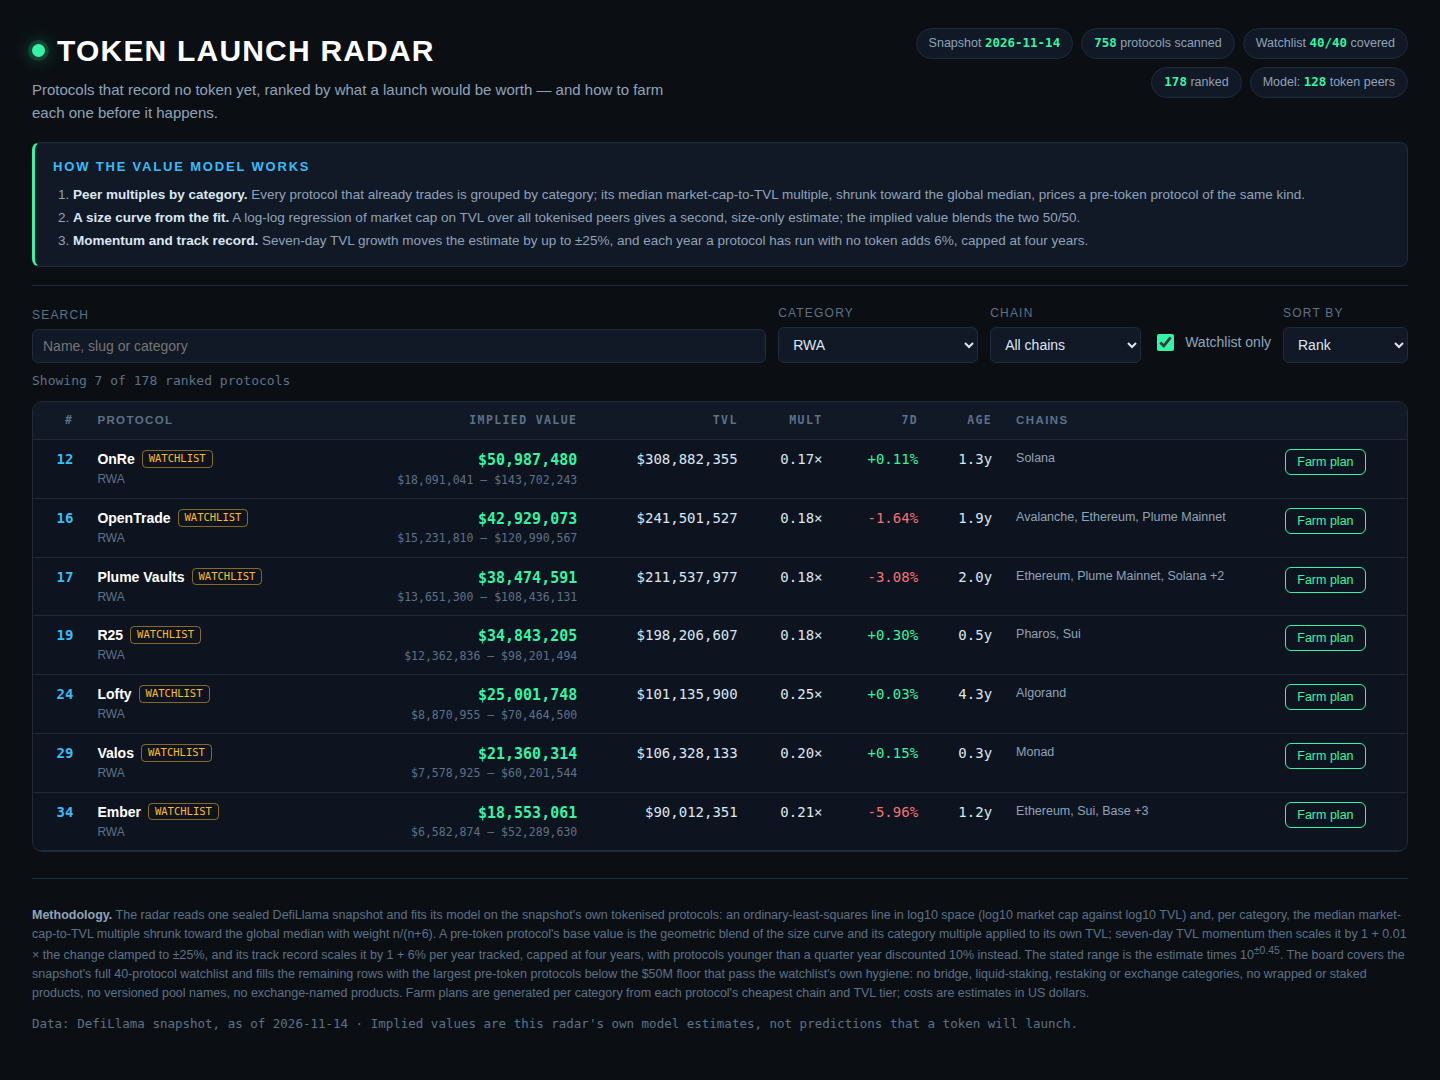 TOKEN LAUNCH RADAR
Protocols that record no token yet, ranked by what a launch would be worth — and how to farm
each one before it happens.
Snapshot 2026-11-14
758 protocols scanned
Watchlist 40/40 covered
178 ranked
Model: 128 token peers
HOW THE VALUE MODEL WORKS
1. Peer multiples by category. Every protocol that already trades is grouped by category; its median market-cap-to-TVL multiple, shrunk toward the global median, prices a pre-token protocol of the same kind.
2. A size curve from the fit. A log-log regression of market cap on TVL over all tokenised peers gives a second, size-only estimate; the implied value blends the two 50/50.
3. Momentum and track record. Seven-day TVL growth moves the estimate by up to ±25%, and each year a protocol has run with no token adds 6%, capped at four years.
SEARCH
Name, slug or category
CATEGORY
RWA
CHAIN
All chains
Watchlist only
SORT BY
Rank
Showing 7 of 178 ranked protocols
# PROTOCOL IMPLIED VALUE TVL MULT 7D AGE CHAINS
12 OnRe WATCHLIST $50,987,480 $308,882,355 0.17× +0.11% 1.3y Solana Farm plan
RWA $18,091,041 — $143,702,243
16 OpenTrade WATCHLIST $42,929,073 $241,501,527 0.18× -1.64% 1.9y Avalanche, Ethereum, Plume Mainnet Farm plan
RWA $15,231,810 — $120,990,567
17 Plume Vaults WATCHLIST $38,474,591 $211,537,977 0.18× -3.08% 2.0y Ethereum, Plume Mainnet, Solana +2 Farm plan
RWA $13,651,300 — $108,436,131
19 R25 WATCHLIST $34,843,205 $198,206,607 0.18× +0.30% 0.5y Pharos, Sui Farm plan
RWA $12,362,836 — $98,201,494
24 Lofty WATCHLIST $25,001,748 $101,135,900 0.25× +0.03% 4.3y Algorand Farm plan
RWA $8,870,955 — $70,464,500
29 Valos WATCHLIST $21,360,314 $106,328,133 0.20× +0.15% 0.3y Monad Farm plan
RWA $7,578,925 — $60,201,544
34 Ember WATCHLIST $18,553,061 $90,012,351 0.21× -5.96% 1.2y Ethereum, Sui, Base +3 Farm plan
RWA $6,582,874 — $52,289,630
Methodology. The radar reads one sealed DefiLlama snapshot and fits its model on the snapshot's own tokenised protocols: an ordinary-least-squares line in log10 space (log10 market cap against log10 TVL) and, per category, the median market-
cap-to-TVL multiple shrunk toward the global median with weight n/(n+6). A pre-token protocol's base value is the geometric blend of the size curve and its category multiple applied to its own TVL; seven-day TVL momentum then scales it by 1 + 0.01
× the change clamped to ±25%, and its track record scales it by 1 + 6% per year tracked, capped at four years, with protocols younger than a quarter year discounted 10% instead. The stated range is the estimate times 10±0.45. The board covers the
snapshot's full 40-protocol watchlist and fills the remaining rows with the largest pre-token protocols below the $50M floor that pass the watchlist's own hygiene: no bridge, liquid-staking, restaking or exchange categories, no wrapped or staked
products, no versioned pool names, no exchange-named products. Farm plans are generated per category from each protocol's cheapest chain and TVL tier; costs are estimates in US dollars.
Data: DefiLlama snapshot, as of 2026-11-14 · Implied values are this radar's own model estimates, not predictions that a token will launch.